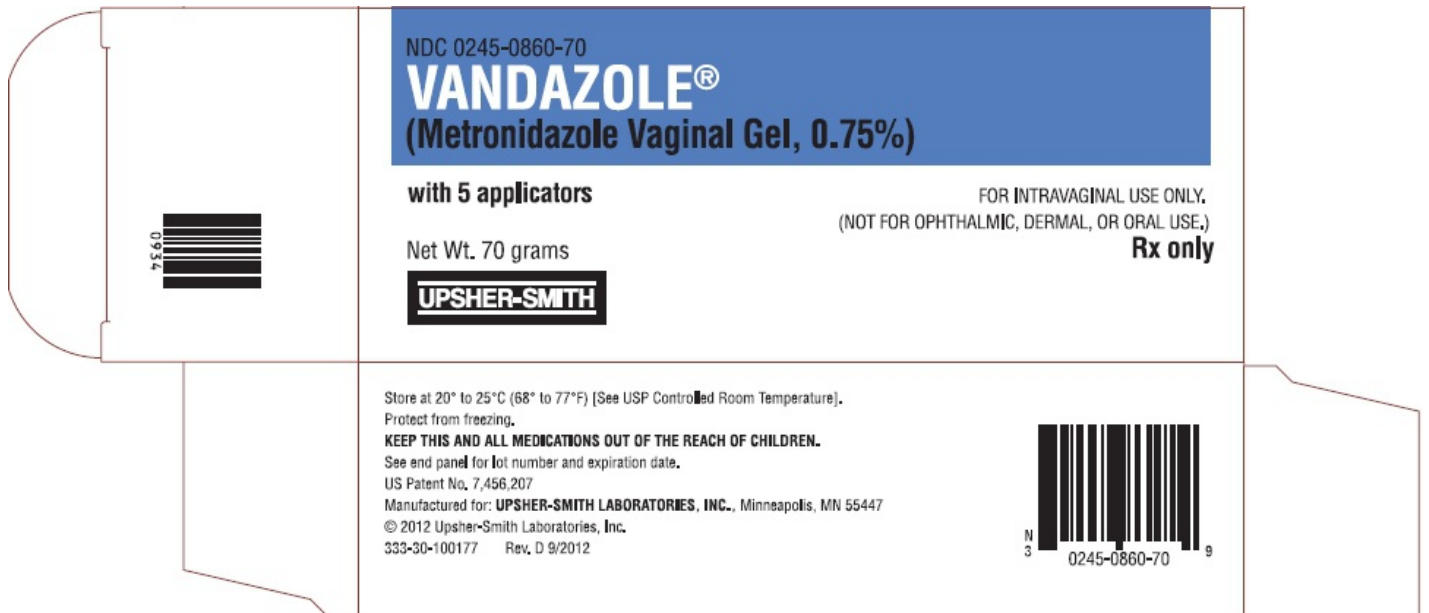 NDC 0245-0860-70
VANDAZOLE®
(Metronidazole Vaginal Gel, 0.75%)
with 5 applicators
FOR INTRAVAGINAL USE ONLY.
(NOT FOR OPHTHALMIC, DERMAL, OR ORAL USE.)
Net Wt. 70 grams
Rx only
UPSHER-SMITH
0934
Store at 20° to 25°C (68° to 77°F) [See USP Controlled Room Temperature].
Protect from freezing.
KEEP THIS AND ALL MEDICATIONS OUT OF THE REACH OF CHILDREN.
See end panel for lot number and expiration date.
US Patent No. 7,456,207
Manufactured for: UPSHER-SMITH LABORATORIES, INC., Minneapolis, MN 55447
© 2012 Upsher-Smith Laboratories, Inc.
333-30-100177 Rev. D 9/2012
N
3 0245-0860-70 9